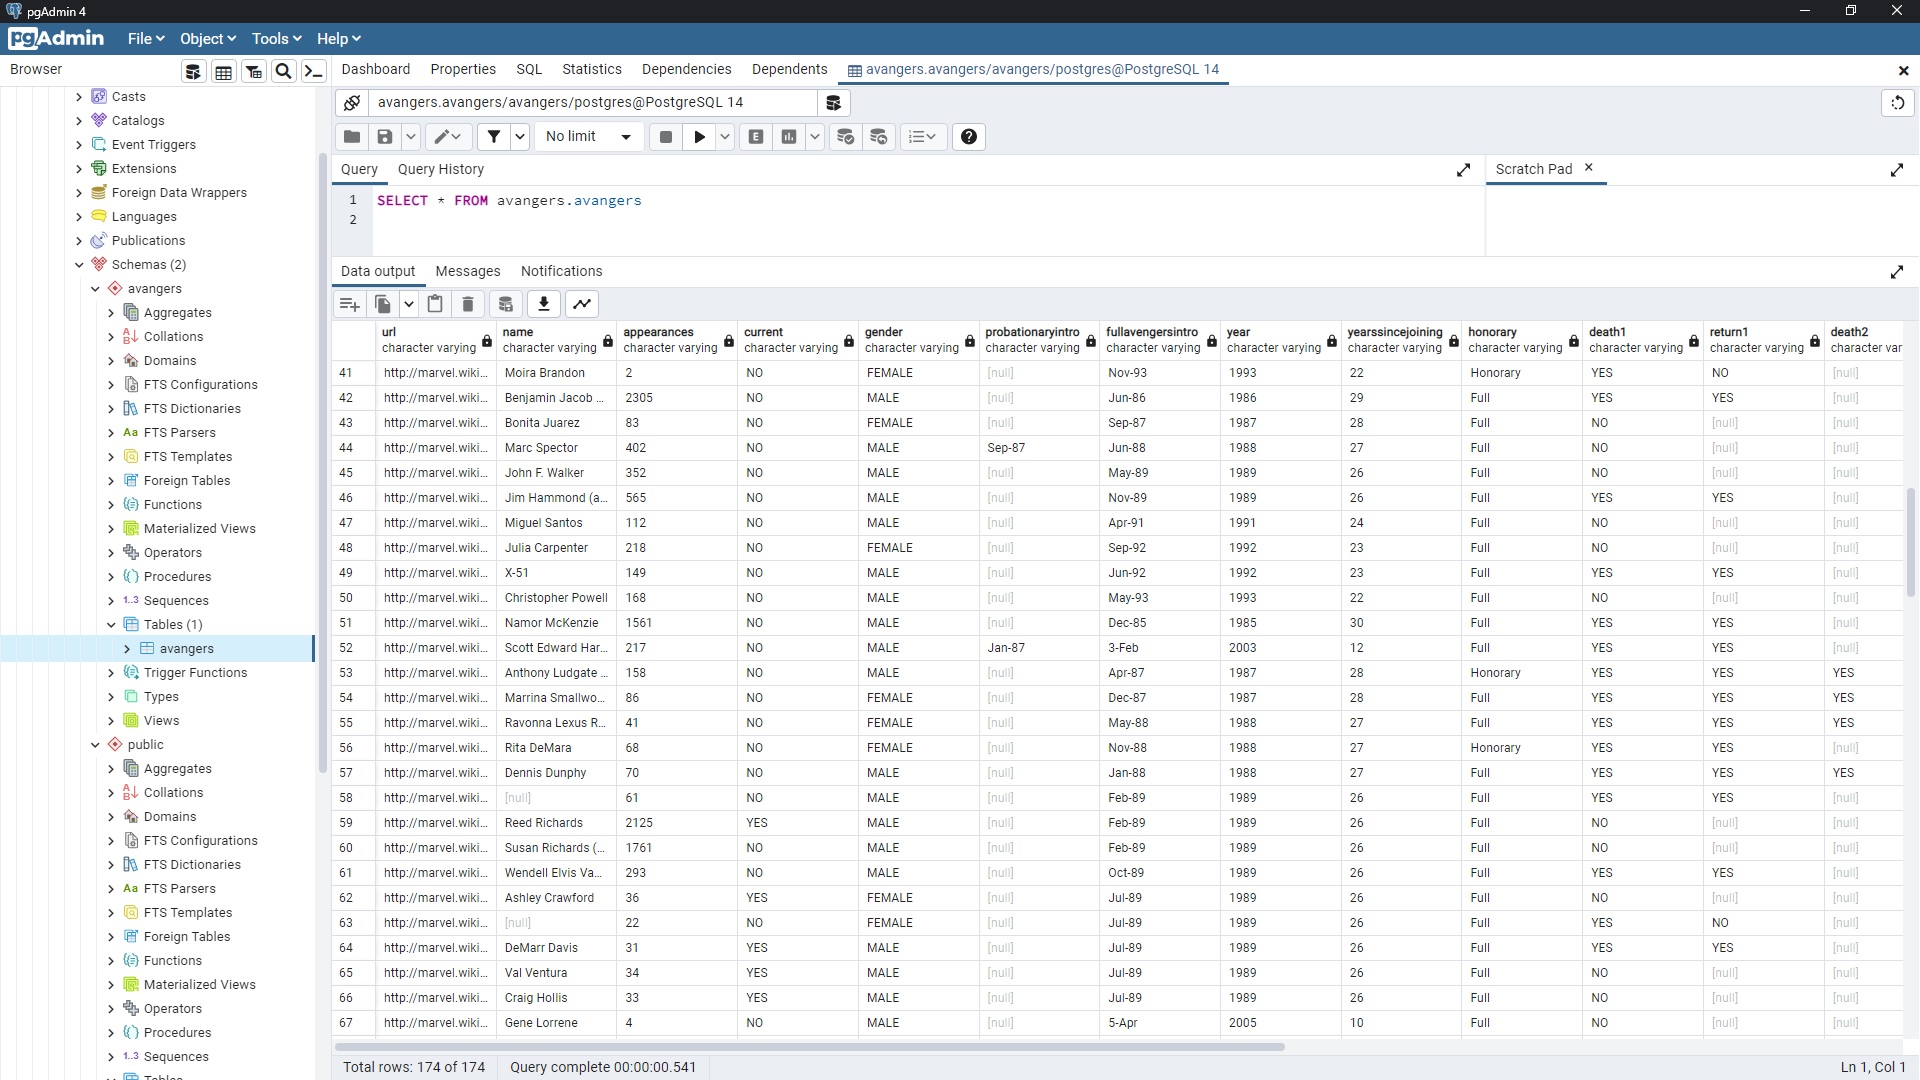 pgAdmin 4
pgAdmin File Object Tools Help
Browser
Dashboard Properties SQL Statistics Dependencies Dependents avangers.avangers/avangers/postgres@PostgreSQL 14
Casts
Catalogs
Event Triggers
Extensions
Foreign Data Wrappers
Languages
Publications
Schemas (2)
avangers
Aggregates
Collations
Domains
FTS Configurations
FTS Dictionaries
FTS Parsers
FTS Templates
Foreign Tables
Functions
Materialized Views
Operators
Procedures
1..3 Sequences
Tables (1)
avangers
Trigger Functions
Types
Views
public
Aggregates
Collations
Domains
FTS Configurations
FTS Dictionaries
FTS Parsers
FTS Templates
Foreign Tables
Functions
Materialized Views
Operators
Procedures
1..3 Sequences
Tables
avangers.avangers/avangers/postgres@PostgreSQL 14
No limit
Query Query History
Scratch Pad
1 SELECT * FROM avangers.avangers
2
Data output Messages Notifications
url name appearances current gender probationaryintro fullavengersintro year yearssincejoining honorary death1 return1 death2
character varying character varying character varying character varying character varying character varying character varying character varying character varying character varying character varying character varying character var
41 http://marvel.wiki... Moira Brandon 2 NO FEMALE [null] Nov-93 1993 22 Honorary YES NO [null]
42 http://marvel.wiki... Benjamin Jacob ... 2305 NO MALE [null] Jun-86 1986 29 Full YES YES [null]
43 http://marvel.wiki... Bonita Juarez 83 NO FEMALE [null] Sep-87 1987 28 Full NO [null] [null]
44 http://marvel.wiki... Marc Spector 402 NO MALE Sep-87 Jun-88 1988 27 Full NO [null] [null]
45 http://marvel.wiki... John F. Walker 352 NO MALE [null] May-89 1989 26 Full NO [null] [null]
46 http://marvel.wiki... Jim Hammond (a... 565 NO MALE [null] Nov-89 1989 26 Full YES YES [null]
47 http://marvel.wiki... Miguel Santos 112 NO MALE [null] Apr-91 1991 24 Full NO [null] [null]
48 http://marvel.wiki... Julia Carpenter 218 NO FEMALE [null] Sep-92 1992 23 Full NO [null] [null]
49 http://marvel.wiki... X-51 149 NO MALE [null] Jun-92 1992 23 Full YES YES [null]
50 http://marvel.wiki... Christopher Powell 168 NO MALE [null] May-93 1993 22 Full NO [null] [null]
51 http://marvel.wiki... Namor McKenzie 1561 NO MALE [null] Dec-85 1985 30 Full YES YES [null]
52 http://marvel.wiki... Scott Edward Har... 217 NO MALE Jan-87 3-Feb 2003 12 Full YES YES [null]
53 http://marvel.wiki... Anthony Ludgate ... 158 NO MALE [null] Apr-87 1987 28 Honorary YES YES YES
54 http://marvel.wiki... Marrina Smallwo... 86 NO FEMALE [null] Dec-87 1987 28 Full YES YES YES
55 http://marvel.wiki... Ravonna Lexus R... 41 NO FEMALE [null] May-88 1988 27 Full YES YES YES
56 http://marvel.wiki... Rita DeMara 68 NO FEMALE [null] Nov-88 1988 27 Honorary YES YES [null]
57 http://marvel.wiki... Dennis Dunphy 70 NO MALE [null] Jan-88 1988 27 Full YES YES YES
58 http://marvel.wiki... [null] 61 NO MALE [null] Feb-89 1989 26 Full YES YES [null]
59 http://marvel.wiki... Reed Richards 2125 YES MALE [null] Feb-89 1989 26 Full NO [null] [null]
60 http://marvel.wiki... Susan Richards (... 1761 NO MALE [null] Feb-89 1989 26 Full NO [null] [null]
61 http://marvel.wiki... Wendell Elvis Va... 293 NO MALE [null] Oct-89 1989 26 Full YES YES [null]
62 http://marvel.wiki... Ashley Crawford 36 YES FEMALE [null] Jul-89 1989 26 Full NO [null] [null]
63 http://marvel.wiki... [null] 22 NO FEMALE [null] Jul-89 1989 26 Full YES NO [null]
64 http://marvel.wiki... DeMarr Davis 31 YES MALE [null] Jul-89 1989 26 Full YES YES [null]
65 http://marvel.wiki... Val Ventura 34 YES MALE [null] Jul-89 1989 26 Full NO [null] [null]
66 http://marvel.wiki... Craig Hollis 33 YES MALE [null] Jul-89 1989 26 Full NO [null] [null]
67 http://marvel.wiki... Gene Lorrene 4 NO MALE [null] 5-Apr 2005 10 Full NO [null] [null]
Total rows: 174 of 174 Query complete 00:00:00.541 Ln 1, Col 1